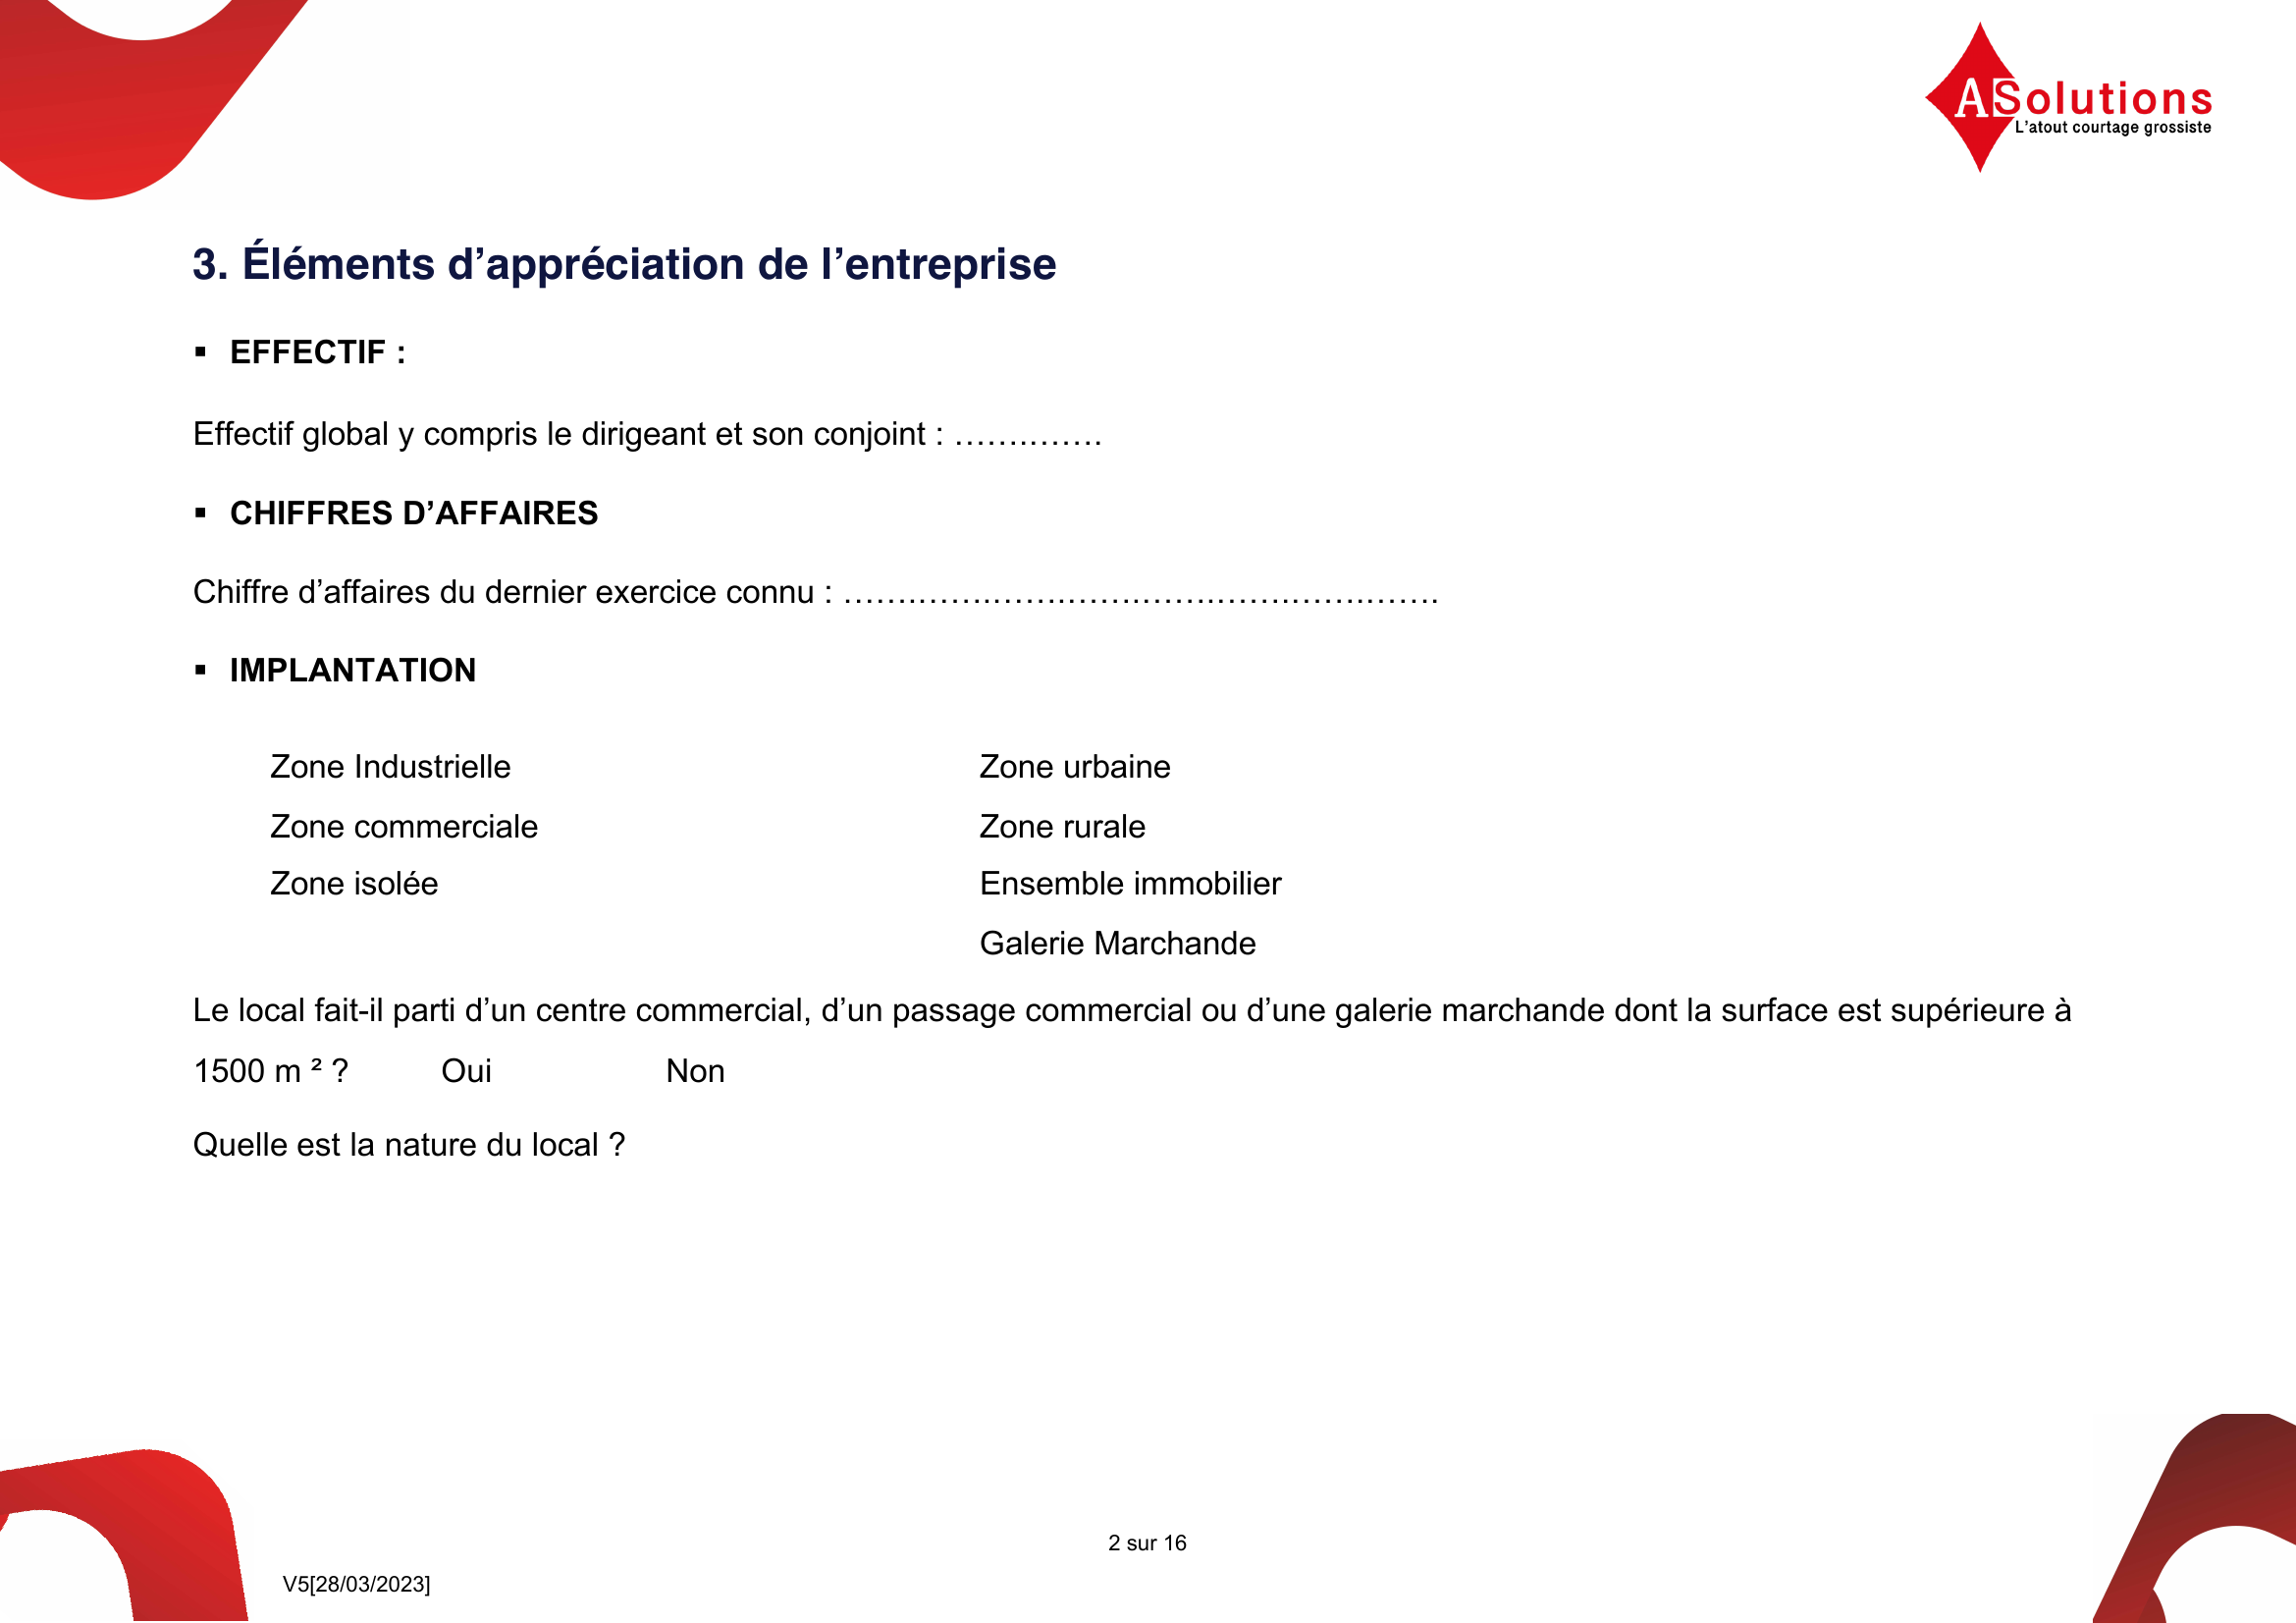 ASolutions
L’atout courtage grossiste
3. Éléments d’appréciation de l’entreprise
▪ EFFECTIF :
Effectif global y compris le dirigeant et son conjoint : …….…….
▪ CHIFFRES D’AFFAIRES
Chiffre d’affaires du dernier exercice connu : …….…….…….…….…….…….…….…….
▪ IMPLANTATION
Zone Industrielle Zone urbaine
Zone commerciale Zone rurale
Zone isolée Ensemble immobilier
Galerie Marchande
Le local fait-il parti d’un centre commercial, d’un passage commercial ou d’une galerie marchande dont la surface est supérieure à
1500 m ² ? Oui Non
Quelle est la nature du local ?
2 sur 16
V5[28/03/2023]